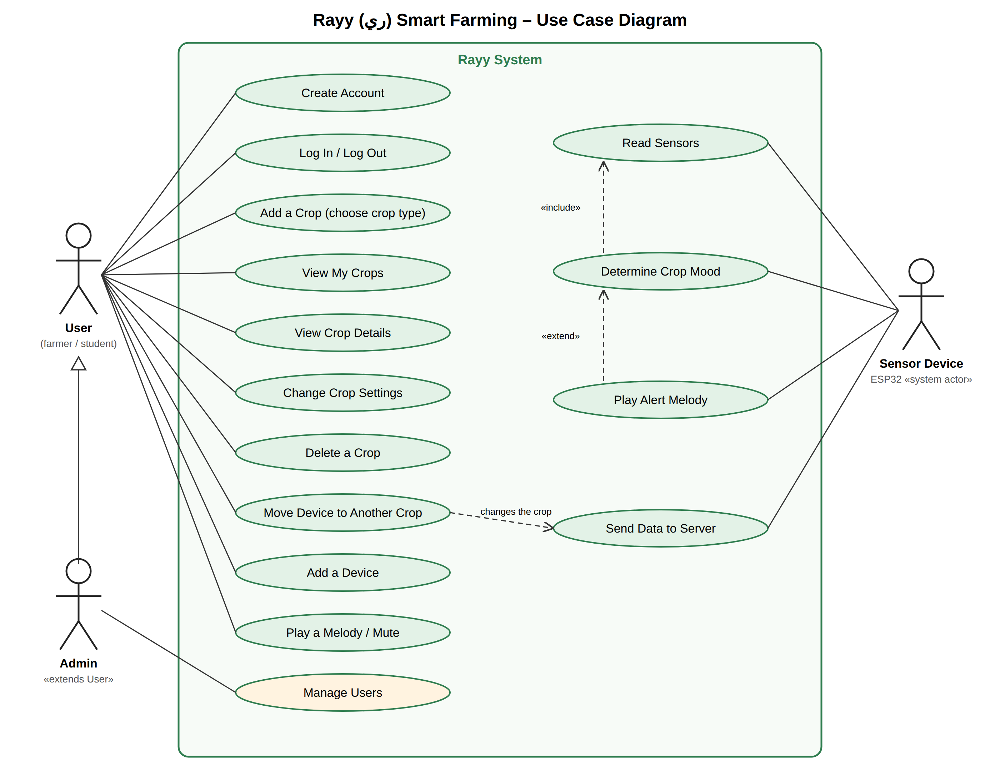 Rayy (ري) Smart Farming – Use Case Diagram
Rayy System
Create Account
Log In / Log Out
Add a Crop (choose crop type)
View My Crops
View Crop Details
Change Crop Settings
Delete a Crop
Move Device to Another Crop
Add a Device
Play a Melody / Mute
Manage Users
Read Sensors
«include»
Determine Crop Mood
«extend»
Play Alert Melody
changes the crop
Send Data to Server
User
(farmer / student)
Admin
«extends User»
Sensor Device
ESP32 «system actor»